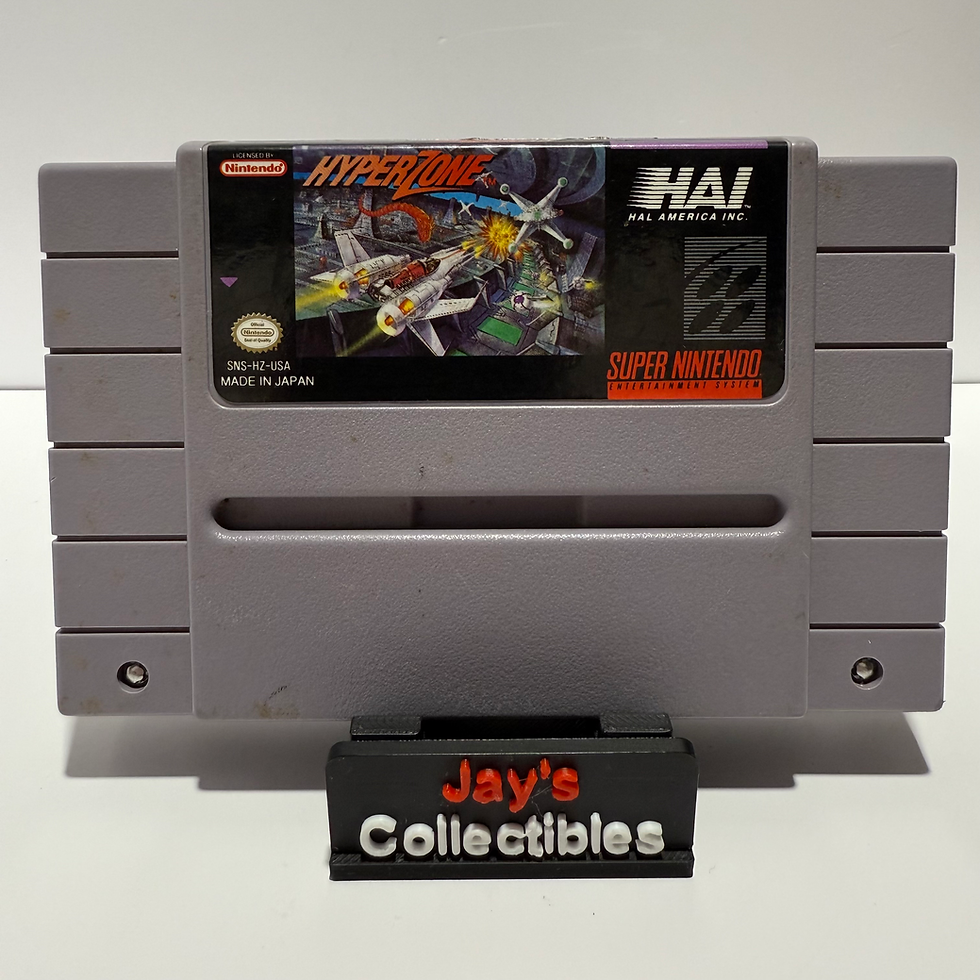 LICENSED BY
Nintendo
HYPERZONE
TM
HAL
TM
HAL AMERICA INC.
Official
Nintendo
Seal of Quality
SNS-HZ-USA
MADE IN JAPAN
SUPER NINTENDO
ENTERTAINMENT SYSTEM
Jay's
Collectibles